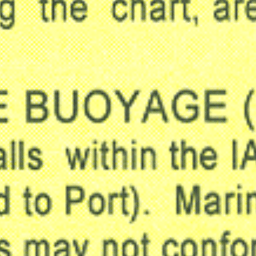 g the chart, are
E BUOYAGE (
alls within the IA
d to Port). Marin
s may not confor